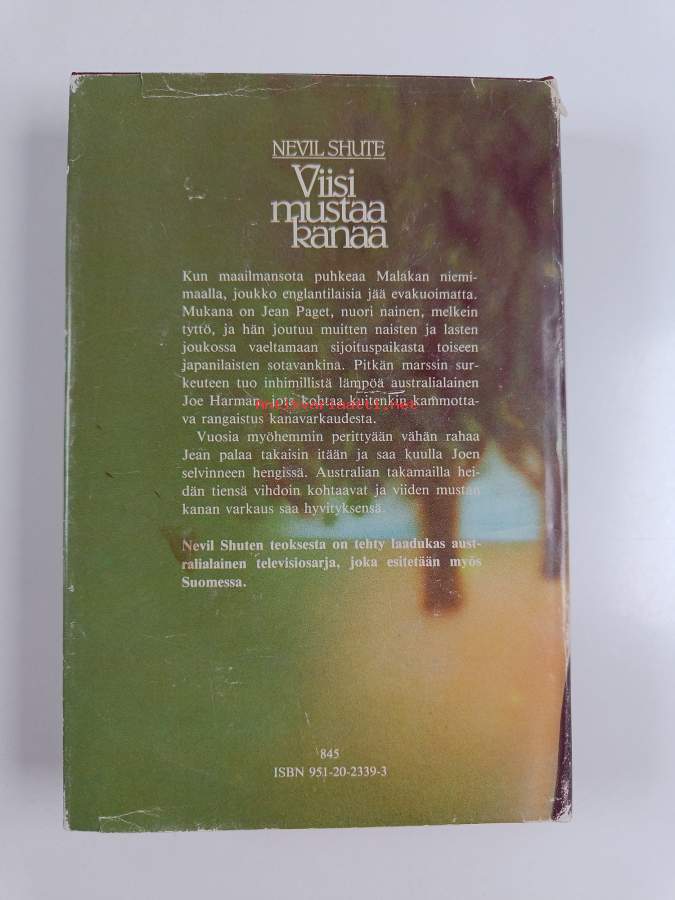 NEVIL SHUTE
Viisi
mustaa
kanaa
Kun maailmansota puhkeaa Malakan niemi-
maalla, joukko englantilaisia jää evakuoimatta.
Mukana on Jean Paget, nuori nainen, melkein
tyttö, ja hän joutuu muitten naisten ja lasten
joukossa vaeltamaan sijoituspaikasta toiseen
japanilaisten sotavankina. Pitkän marssin sur-
keuteen tuo inhimillistä lämpöä australialainen
Joe Harman, jota kohtaa kuitenkin kammotta-
va rangaistus kanavarkaudesta.
Vuosia myöhemmin perittyään vähän rahaa
Jean palaa takaisin itään ja saa kuulla Joen
selvinneen hengissä. Australian takamailla hei-
dän tiensä vihdoin kohtaavat ja viiden mustan
kanan varkaus saa hyvityksensä.
Nevil Shuten teoksesta on tehty laadukas aust-
ralialainen televisiosarja, joka esitetään myös
Suomessa.
845
ISBN 951-20-2339-3